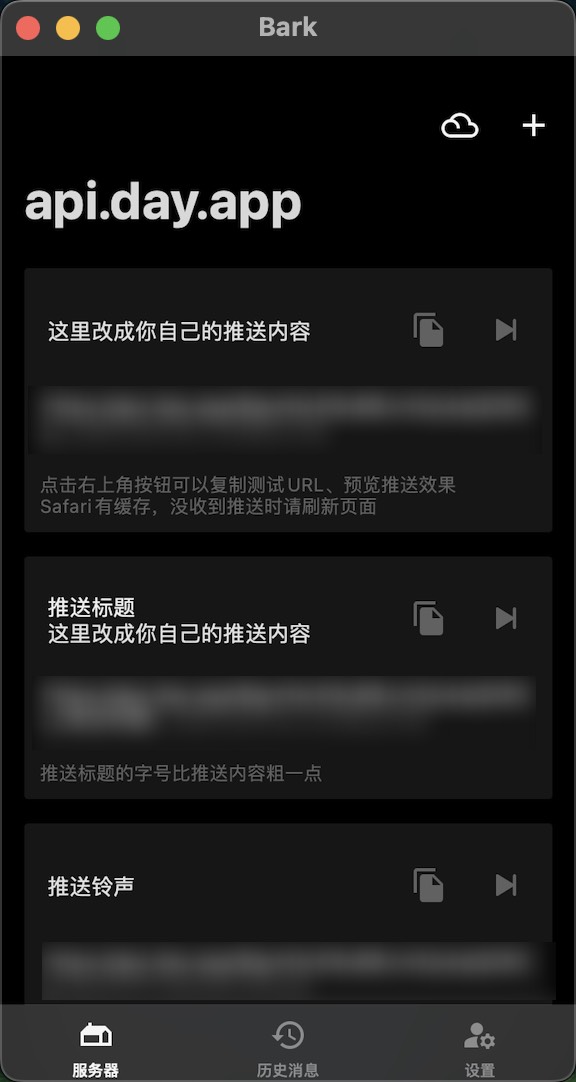 Bark
api.day.app
这里改成你自己的推送内容
点击右上角按钮可以复制测试URL、预览推送效果
Safari有缓存，没收到推送时请刷新页面
推送标题
这里改成你自己的推送内容
推送标题的字号比推送内容粗一点
推送铃声
服务器
历史消息
设置